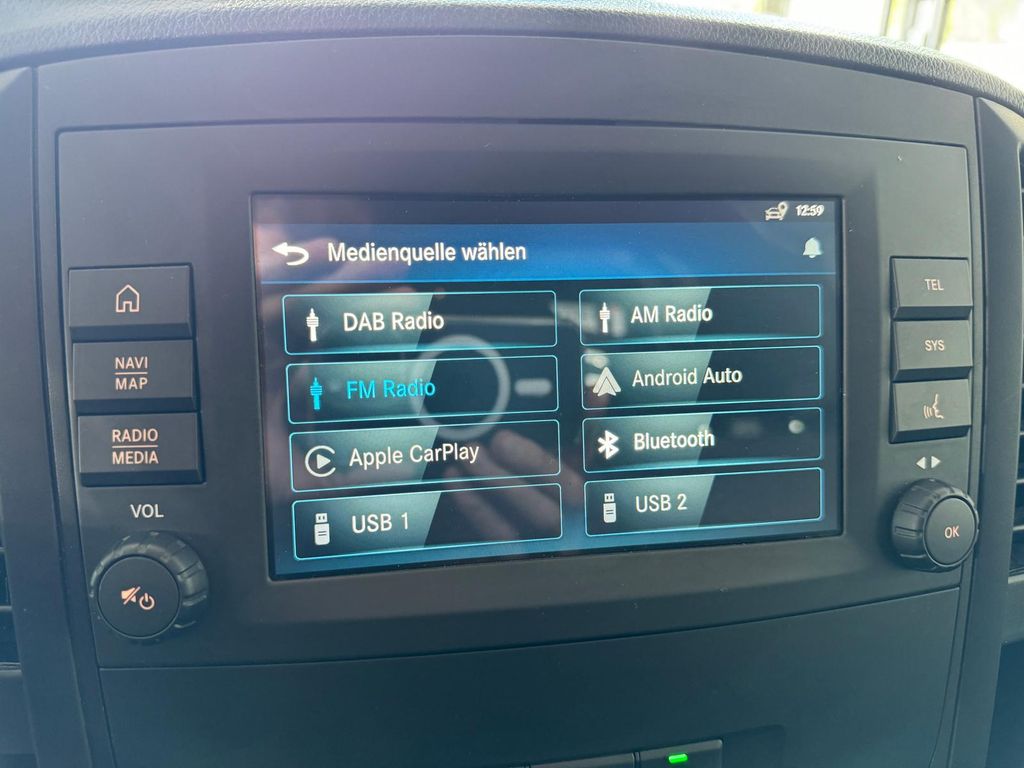 12:59
Medienquelle wählen
DAB Radio
AM Radio
FM Radio
Android Auto
Apple CarPlay
Bluetooth
USB 1
USB 2
NAVI
MAP
RADIO
MEDIA
VOL
TEL
SYS
OK